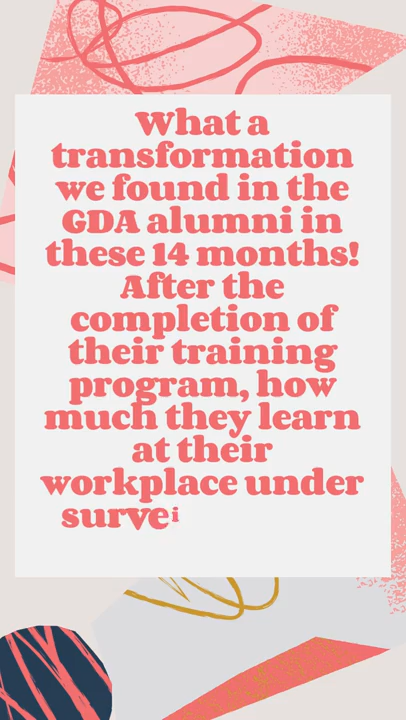 What a
transformation
we found in the
GDA alumni in
these 14 months!
After the
completion of
their training
program, how
much they learn
at their
workplace under
survei